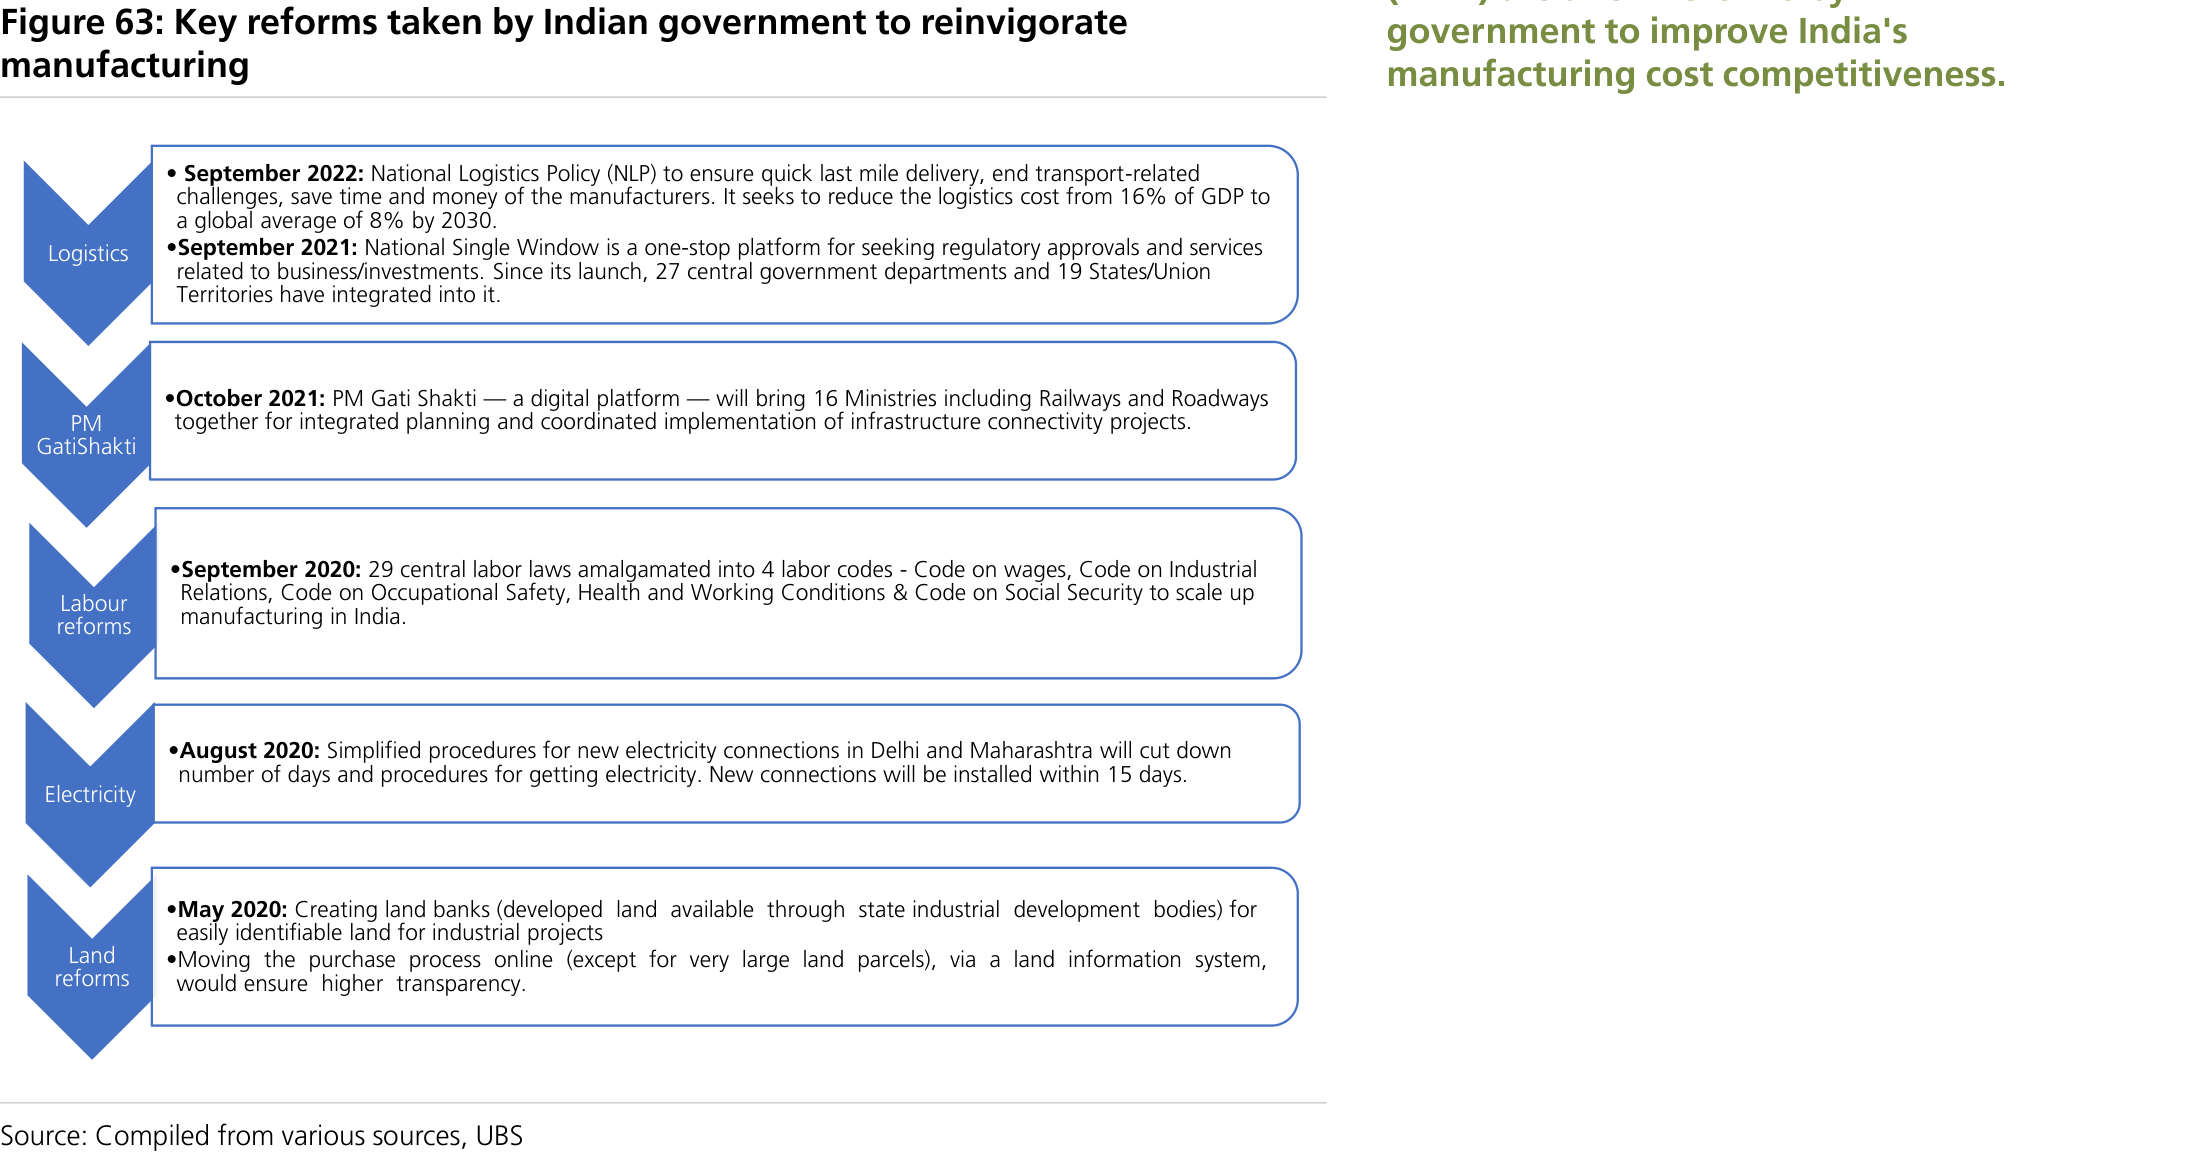 Figure 63: Key reforms taken by Indian government to reinvigorate
manufacturing
government to improve India's
manufacturing cost competitiveness.
Logistics
• September 2022: National Logistics Policy (NLP) to ensure quick last mile delivery, end transport-related
challenges, save time and money of the manufacturers. It seeks to reduce the logistics cost from 16% of GDP to
a global average of 8% by 2030.
•September 2021: National Single Window is a one-stop platform for seeking regulatory approvals and services
related to business/investments. Since its launch, 27 central government departments and 19 States/Union
Territories have integrated into it.
PM
GatiShakti
•October 2021: PM Gati Shakti — a digital platform — will bring 16 Ministries including Railways and Roadways
together for integrated planning and coordinated implementation of infrastructure connectivity projects.
Labour
reforms
•September 2020: 29 central labor laws amalgamated into 4 labor codes - Code on wages, Code on Industrial
Relations, Code on Occupational Safety, Health and Working Conditions & Code on Social Security to scale up
manufacturing in India.
Electricity
•August 2020: Simplified procedures for new electricity connections in Delhi and Maharashtra will cut down
number of days and procedures for getting electricity. New connections will be installed within 15 days.
Land
reforms
•May 2020: Creating land banks (developed land available through state industrial development bodies) for
easily identifiable land for industrial projects
•Moving the purchase process online (except for very large land parcels), via a land information system,
would ensure higher transparency.
Source: Compiled from various sources, UBS